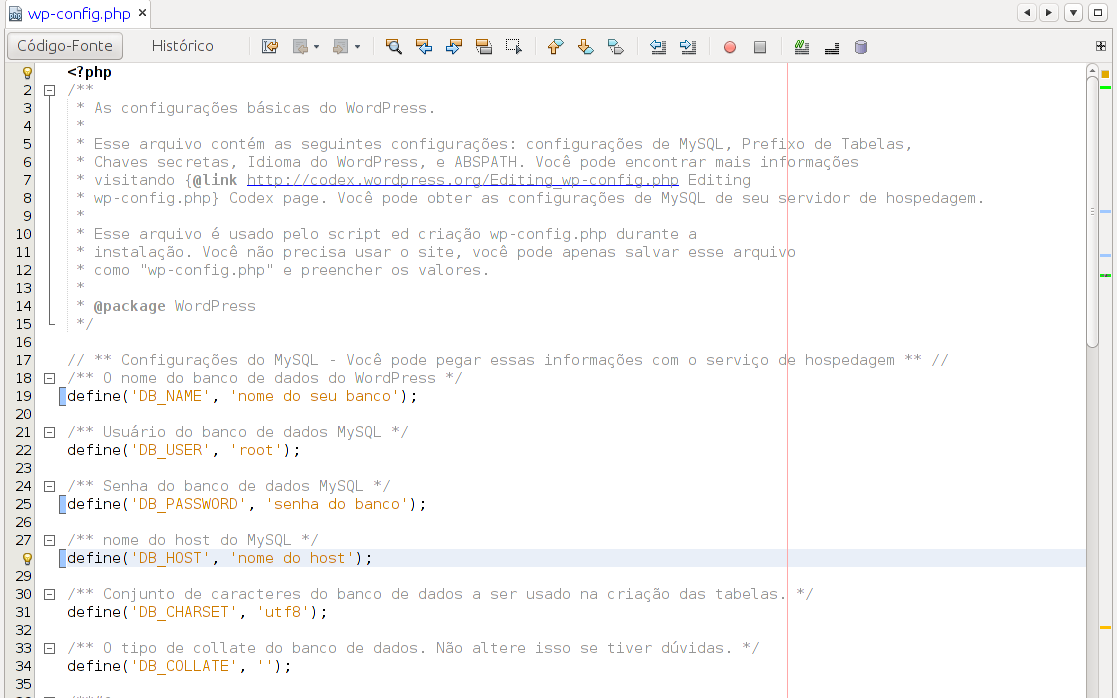 wp-config.php
Código-Fonte Histórico
<?php
2 /**
3 * As configurações básicas do WordPress.
4 *
5 * Esse arquivo contém as seguintes configurações: configurações de MySQL, Prefixo de Tabelas,
6 * Chaves secretas, Idioma do WordPress, e ABSPATH. Você pode encontrar mais informações
7 * visitando {@link http://codex.wordpress.org/Editing_wp-config.php Editing
8 * wp-config.php} Codex page. Você pode obter as configurações de MySQL de seu servidor de hospedagem.
9 *
10 * Esse arquivo é usado pelo script ed criação wp-config.php durante a
11 * instalação. Você não precisa usar o site, você pode apenas salvar esse arquivo
12 * como "wp-config.php" e preencher os valores.
13 *
14 * @package WordPress
15 */
16
17 // ** Configurações do MySQL - Você pode pegar essas informações com o serviço de hospedagem ** //
18 /** O nome do banco de dados do WordPress */
19 define('DB_NAME', 'nome do seu banco');
20
21 /** Usuário do banco de dados MySQL */
22 define('DB_USER', 'root');
23
24 /** Senha do banco de dados MySQL */
25 define('DB_PASSWORD', 'senha do banco');
26
27 /** nome do host do MySQL */
define('DB_HOST', 'nome do host');
29
30 /** Conjunto de caracteres do banco de dados a ser usado na criação das tabelas. */
31 define('DB_CHARSET', 'utf8');
32
33 /** O tipo de collate do banco de dados. Não altere isso se tiver dúvidas. */
34 define('DB_COLLATE', '');
35